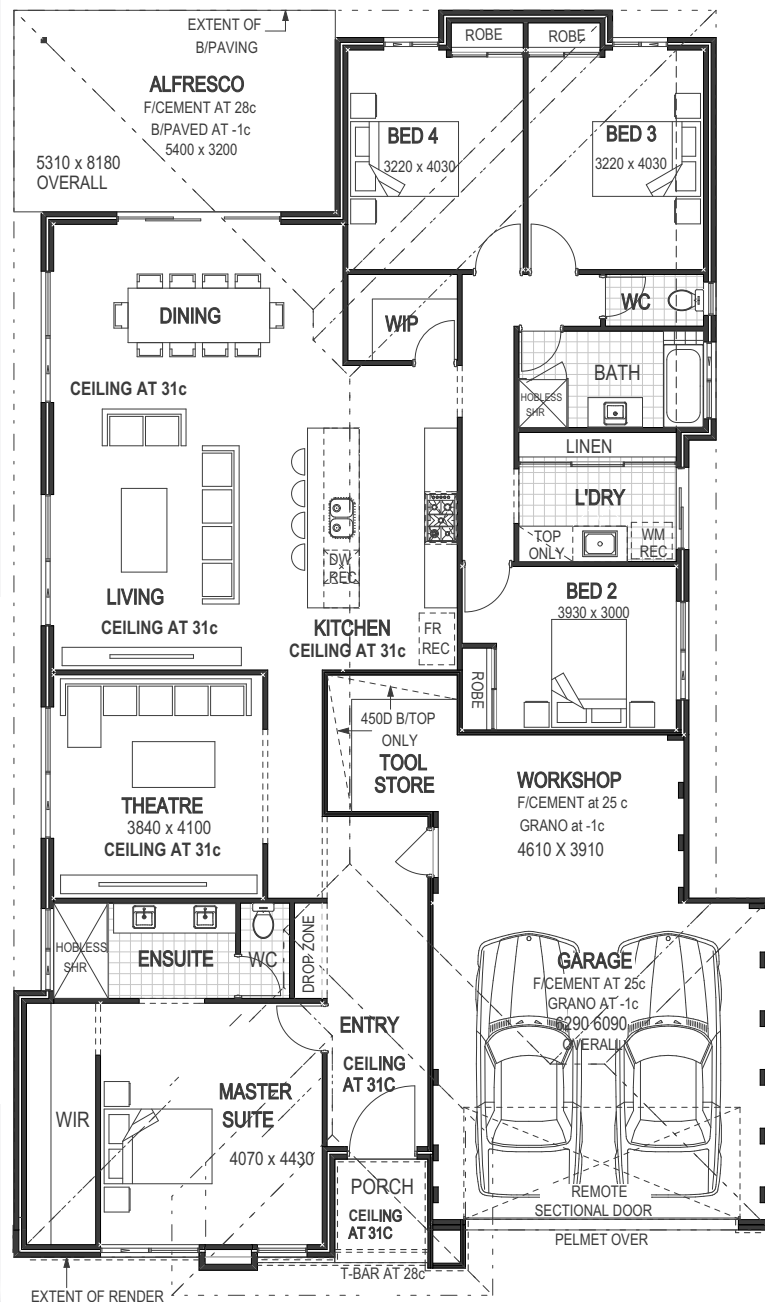 EXTENT OF
B/PAVING
ROBE
ROBE
ALFRESCO
F/CEMENT AT 28c
B/PAVED AT -1c
5400 x 3200
5310 x 8180
OVERALL
BED 4
3220 x 4030
BED 3
3220 x 4030
DINING
WIP
WC
CEILING AT 31c
BATH
HOBLESS
SHR
LINEN
L'DRY
TOP
ONLY
WM
REC
DW
REC
LIVING
CEILING AT 31c
KITCHEN
CEILING AT 31c
FR
REC
BED 2
3930 x 3000
ROBE
450D B/TOP
ONLY
TOOL
STORE
WORKSHOP
F/CEMENT at 25 c
GRANO at -1c
4610 X 3910
THEATRE
3840 x 4100
CEILING AT 31c
HOBLESS
SHR
ENSUITE
WC
DROP ZONE
GARAGE
F/CEMENT AT 25c
GRANO AT -1c
6290 6090
OVERALL
ENTRY
CEILING
AT 31C
MASTER
SUITE
4070 x 4430
WIR
PORCH
CEILING
AT 31C
REMOTE
SECTIONAL DOOR
PELMET OVER
T-BAR AT 28c
EXTENT OF RENDER